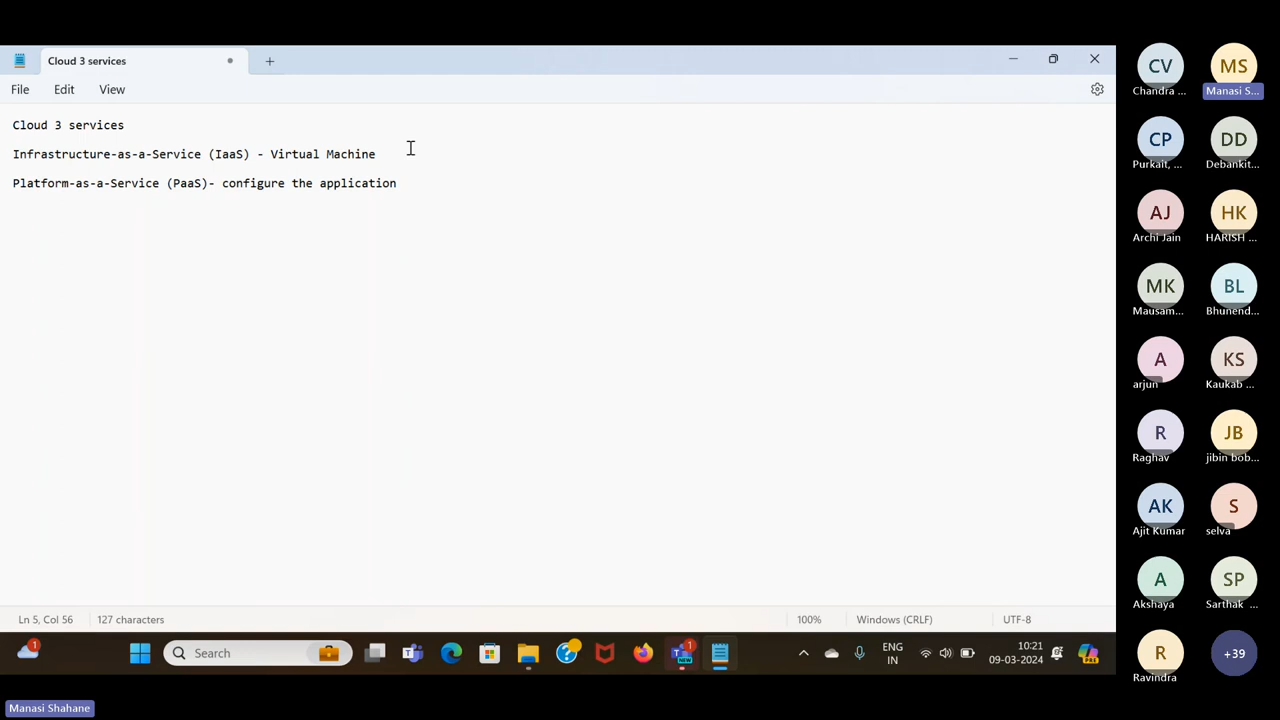 Cloud 3 services
File Edit View
Cloud 3 services
Infrastructure-as-a-Service (IaaS) - Virtual Machine
Platform-as-a-Service (PaaS)- configure the application
Ln 5, Col 56 127 characters 100% Windows (CRLF) UTF-8
1 Search 1 NEW ENG IN 10:21 09-03-2024 PRE
CV MS
Chandra ... Manasi S...
CP DD
Purkait, ... Debankit...
AJ HK
Archi Jain HARISH ...
MK BL
Mausam... Bhunend...
A KS
arjun Kaukab ...
R JB
Raghav jibin bob...
AK S
Ajit Kumar selva
A SP
Akshaya Sarthak ...
R +39
Ravindra
Manasi Shahane